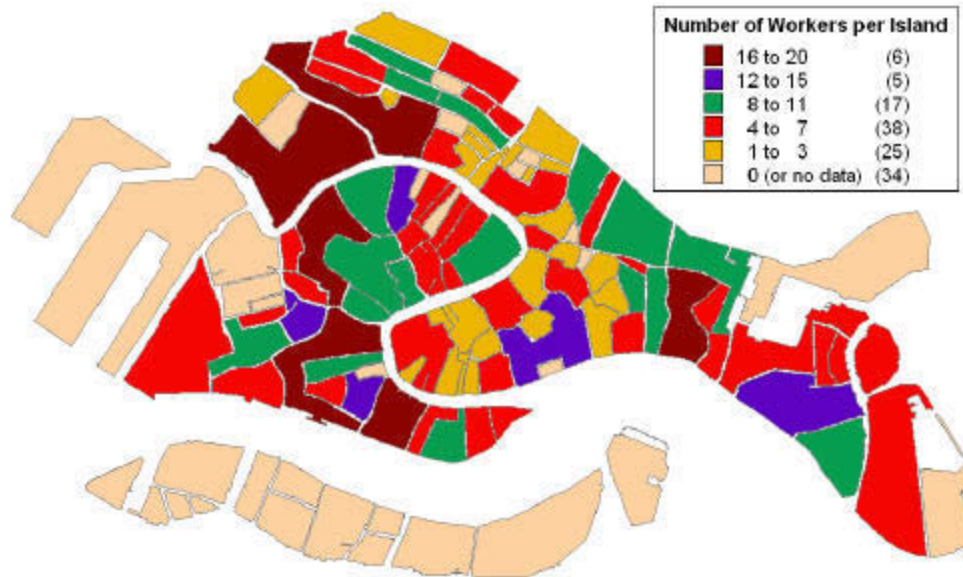 Number of Workers per Island
16 to 20 (6)
12 to 15 (5)
8 to 11 (17)
4 to 7 (38)
1 to 3 (25)
0 (or no data) (34)